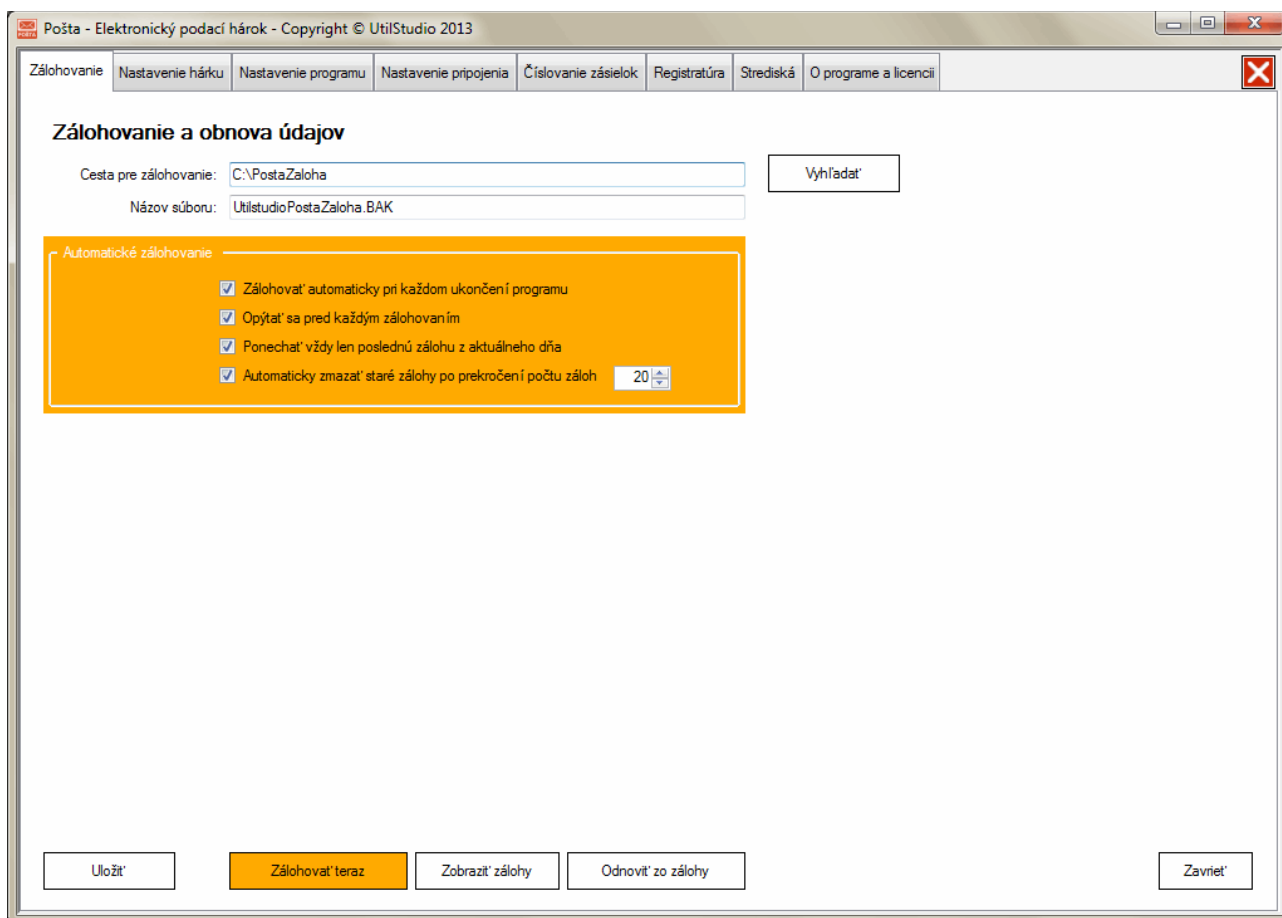 Pošta - Elektronický podací hárok - Copyright © UtilStudio 2013
Zálohovanie Nastavenie hárku Nastavenie programu Nastavenie pripojenia Číslovanie zásielok Registratúra Strediská O programe a licencii
Zálohovanie a obnova údajov
Cesta pre zálohovanie: C:\PostaZaloha Vyhľadať
Názov súboru: UtilstudioPostaZaloha.BAK
Automatické zálohovanie
Zálohovať automaticky pri každom ukončení programu
Opýtať sa pred každým zálohovaním
Ponechať vždy len poslednú zálohu z aktuálneho dňa
Automaticky zmazať staré zálohy po prekročení počtu záloh 20
Uložiť Zálohovať teraz Zobraziť zálohy Odnoviť zo zálohy Zavrieť